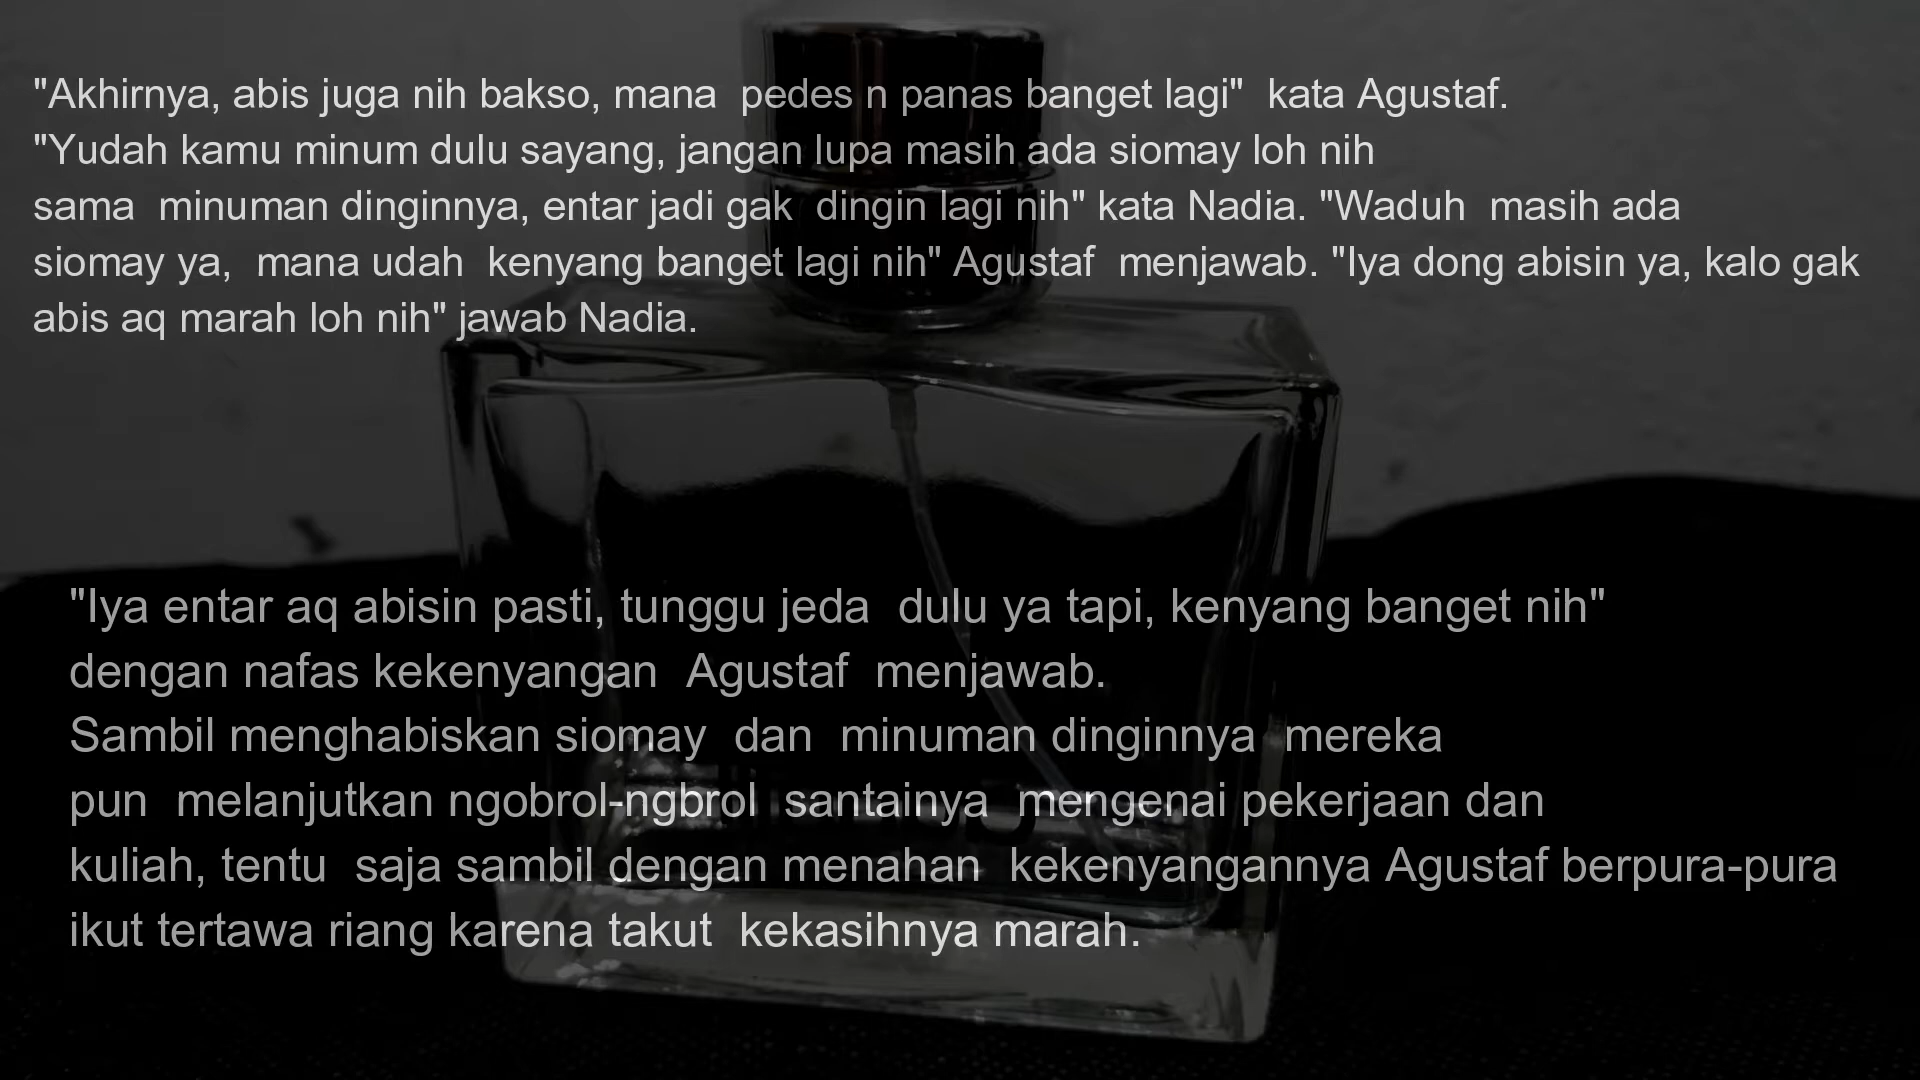 "Akhirnya, abis juga nih bakso, mana  pedes n panas banget lagi"  kata Agustaf.
"Yudah kamu minum dulu sayang, jangan lupa masih ada siomay loh nih
sama  minuman dinginnya, entar jadi gak  dingin lagi nih" kata Nadia. "Waduh  masih ada
siomay ya,  mana udah  kenyang banget lagi nih" Agustaf  menjawab. "Iya dong abisin ya, kalo gak
abis aq marah loh nih" jawab Nadia.
"Iya entar aq abisin pasti, tunggu jeda  dulu ya tapi, kenyang banget nih"
dengan nafas kekenyangan  Agustaf  menjawab.
Sambil menghabiskan siomay  dan  minuman dinginnya  mereka
pun  melanjutkan ngobrol-ngbrol  santainya  mengenai pekerjaan dan
kuliah, tentu  saja sambil dengan menahan  kekenyangannya Agustaf berpura-pura
ikut tertawa riang karena takut  kekasihnya marah.